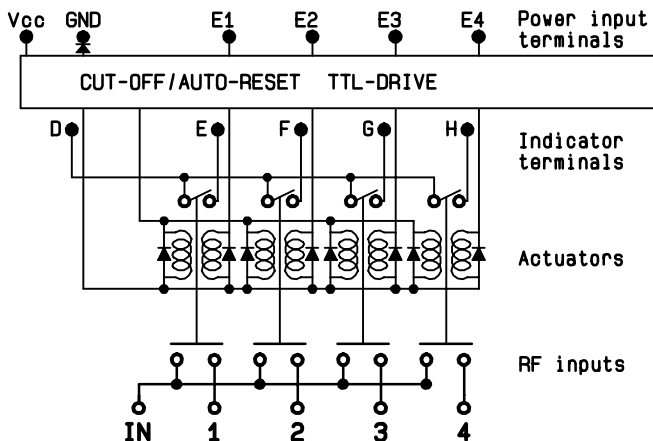 Vcc GND E1 E2 E3 E4 Power input
terminals
CUT-OFF/AUTO-RESET TTL-DRIVE
D E F G H Indicator
terminals
Actuators
RF inputs
IN 1 2 3 4